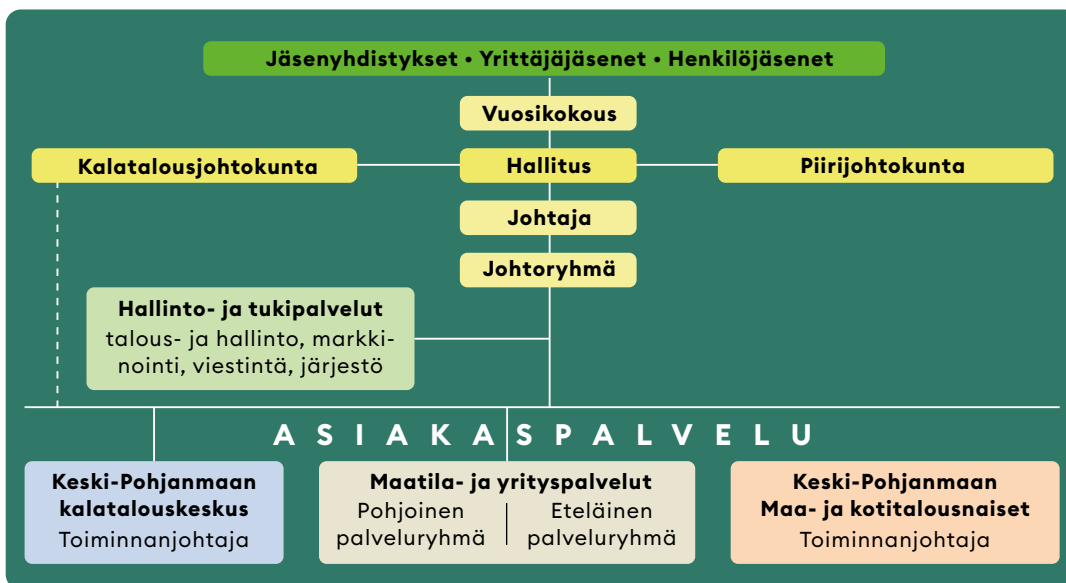 Jäsenyhdistykset • Yrittäjäjäsenet • Henkilöjäsenet
Vuosikokous
Kalatalousjohtokunta
Hallitus
Piirijohtokunta
Johtaja
Johtoryhmä
Hallinto- ja tukipalvelut
talous- ja hallinto, markki-
nointi, viestintä, järjestö
ASIAKASPALVELU
Keski-Pohjanmaan
kalatalouskeskus
Toiminnanjohtaja
Maatila- ja yrityspalvelut
Pohjoinen
palveluryhmä
Eteläinen
palveluryhmä
Keski-Pohjanmaan
Maa- ja kotitalousnaiset
Toiminnanjohtaja